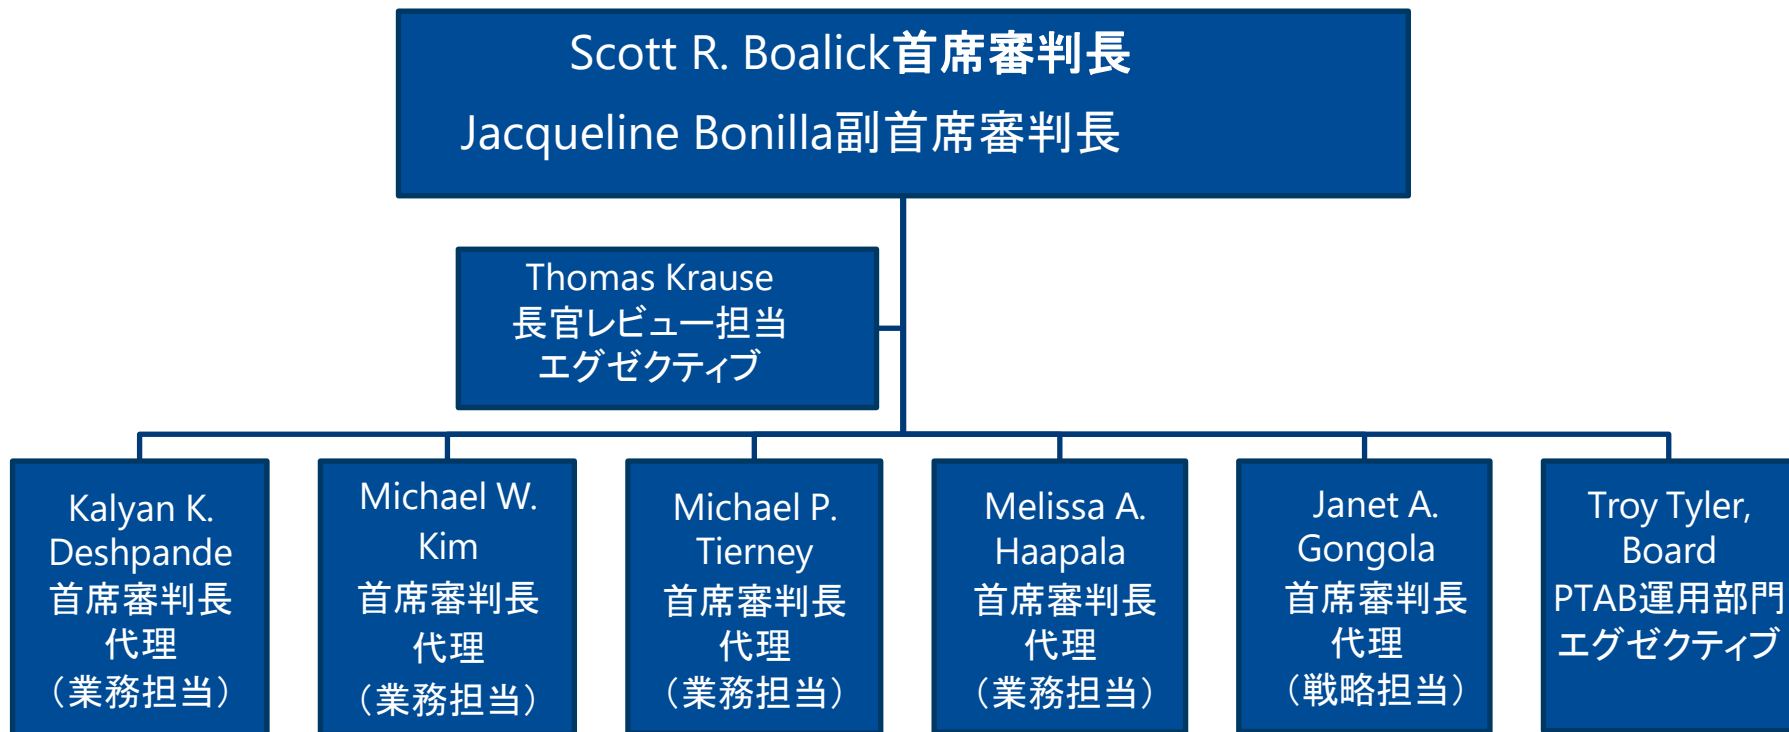 Scott R. Boalick首席審判長
Jacqueline Bonilla副首席審判長
Thomas Krause
長官レビュー担当
エグゼクティブ
Kalyan K.
Deshpande
首席審判長
代理
（業務担当）
Michael W.
Kim
首席審判長
代理
（業務担当）
Michael P.
Tierney
首席審判長
代理
（業務担当）
Melissa A.
Haapala
首席審判長
代理
（業務担当）
Janet A.
Gongola
首席審判長
代理
（戦略担当）
Troy Tyler,
Board
PTAB運用部門
エグゼクティブ